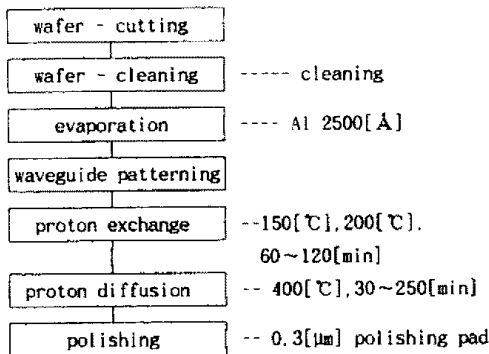 wafer - cutting
wafer - cleaning ----- cleaning
evaporation ---- Al 2500[Å]
waveguide patterning
proton exchange --150[℃],200[℃].
60~120[min]
proton diffusion -- 400[℃],30~250[min]
polishing -- 0.3[㎛] polishing pad